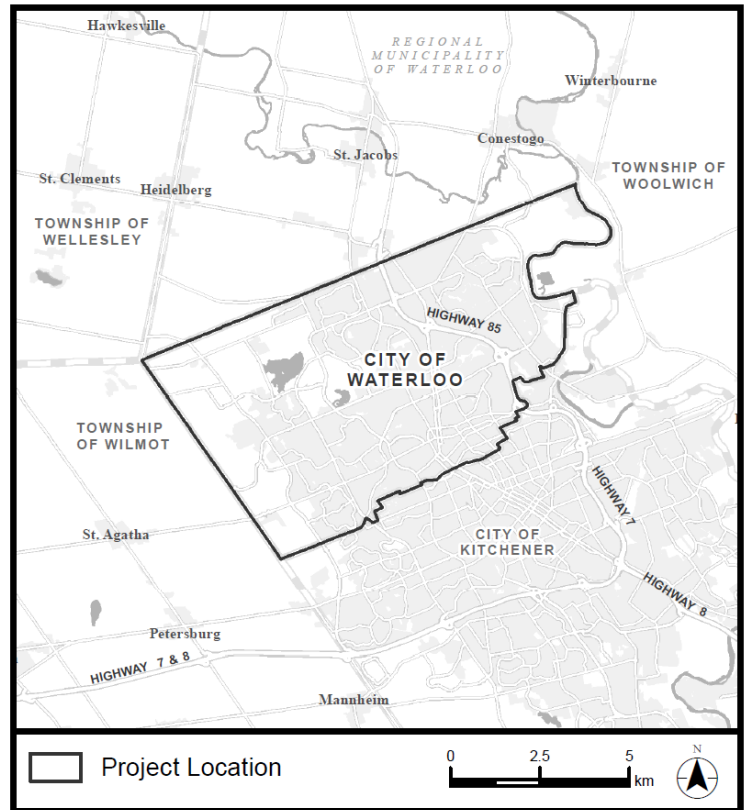 Hawkesville
REGIONAL
MUNICIPALITY
OF WATERLOO
Winterbourne
Conestogo
St. Jacobs
TOWNSHIP OF
WOOLWICH
St. Clements
Heidelberg
TOWNSHIP OF
WELLESLEY
HIGHWAY 85
CITY OF
WATERLOO
TOWNSHIP
OF WILMOT
HIGHWAY 7
St. Agatha
CITY OF
KITCHENER
HIGHWAY 8
Petersburg
HIGHWAY 7 & 8
Mannheim
Project Location
0 2.5 5
km
N